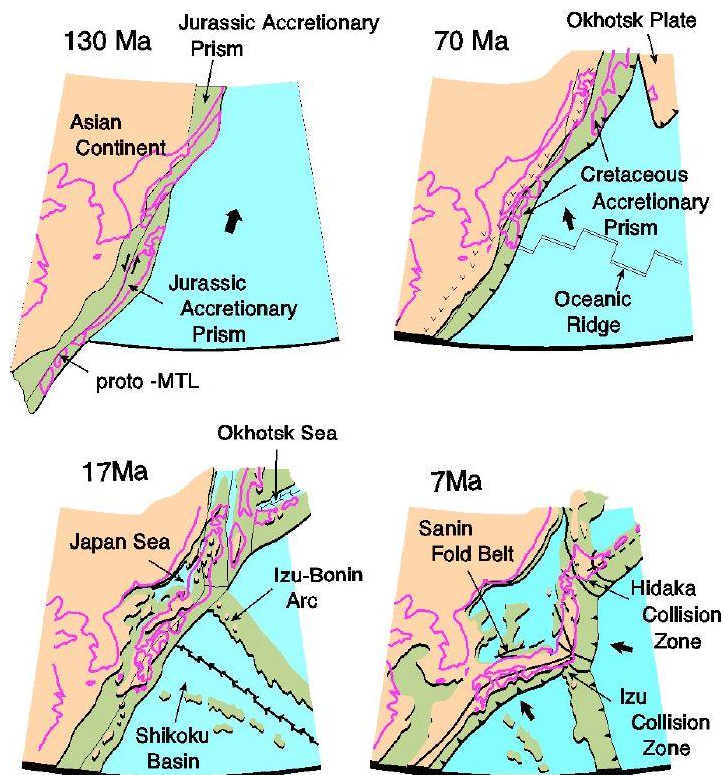 130 Ma
Jurassic Accretionary
Prism
Asian
Continent
Jurassic
Accretionary
Prism
proto -MTL
70 Ma
Okhotsk Plate
Cretaceous
Accretionary
Prism
Oceanic
Ridge
17Ma
Okhotsk Sea
Japan Sea
Izu-Bonin
Arc
Shikoku
Basin
7Ma
Sanin
Fold Belt
Hidaka
Collision
Zone
Izu
Collision
Zone